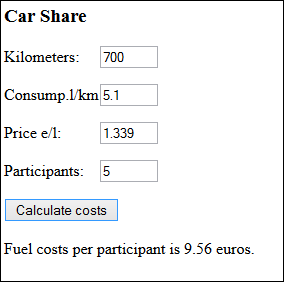 Car Share
Kilometers: 700
Consump.l/km 5.1
Price e/l: 1.339
Participants: 5
Calculate costs
Fuel costs per participant is 9.56 euros.